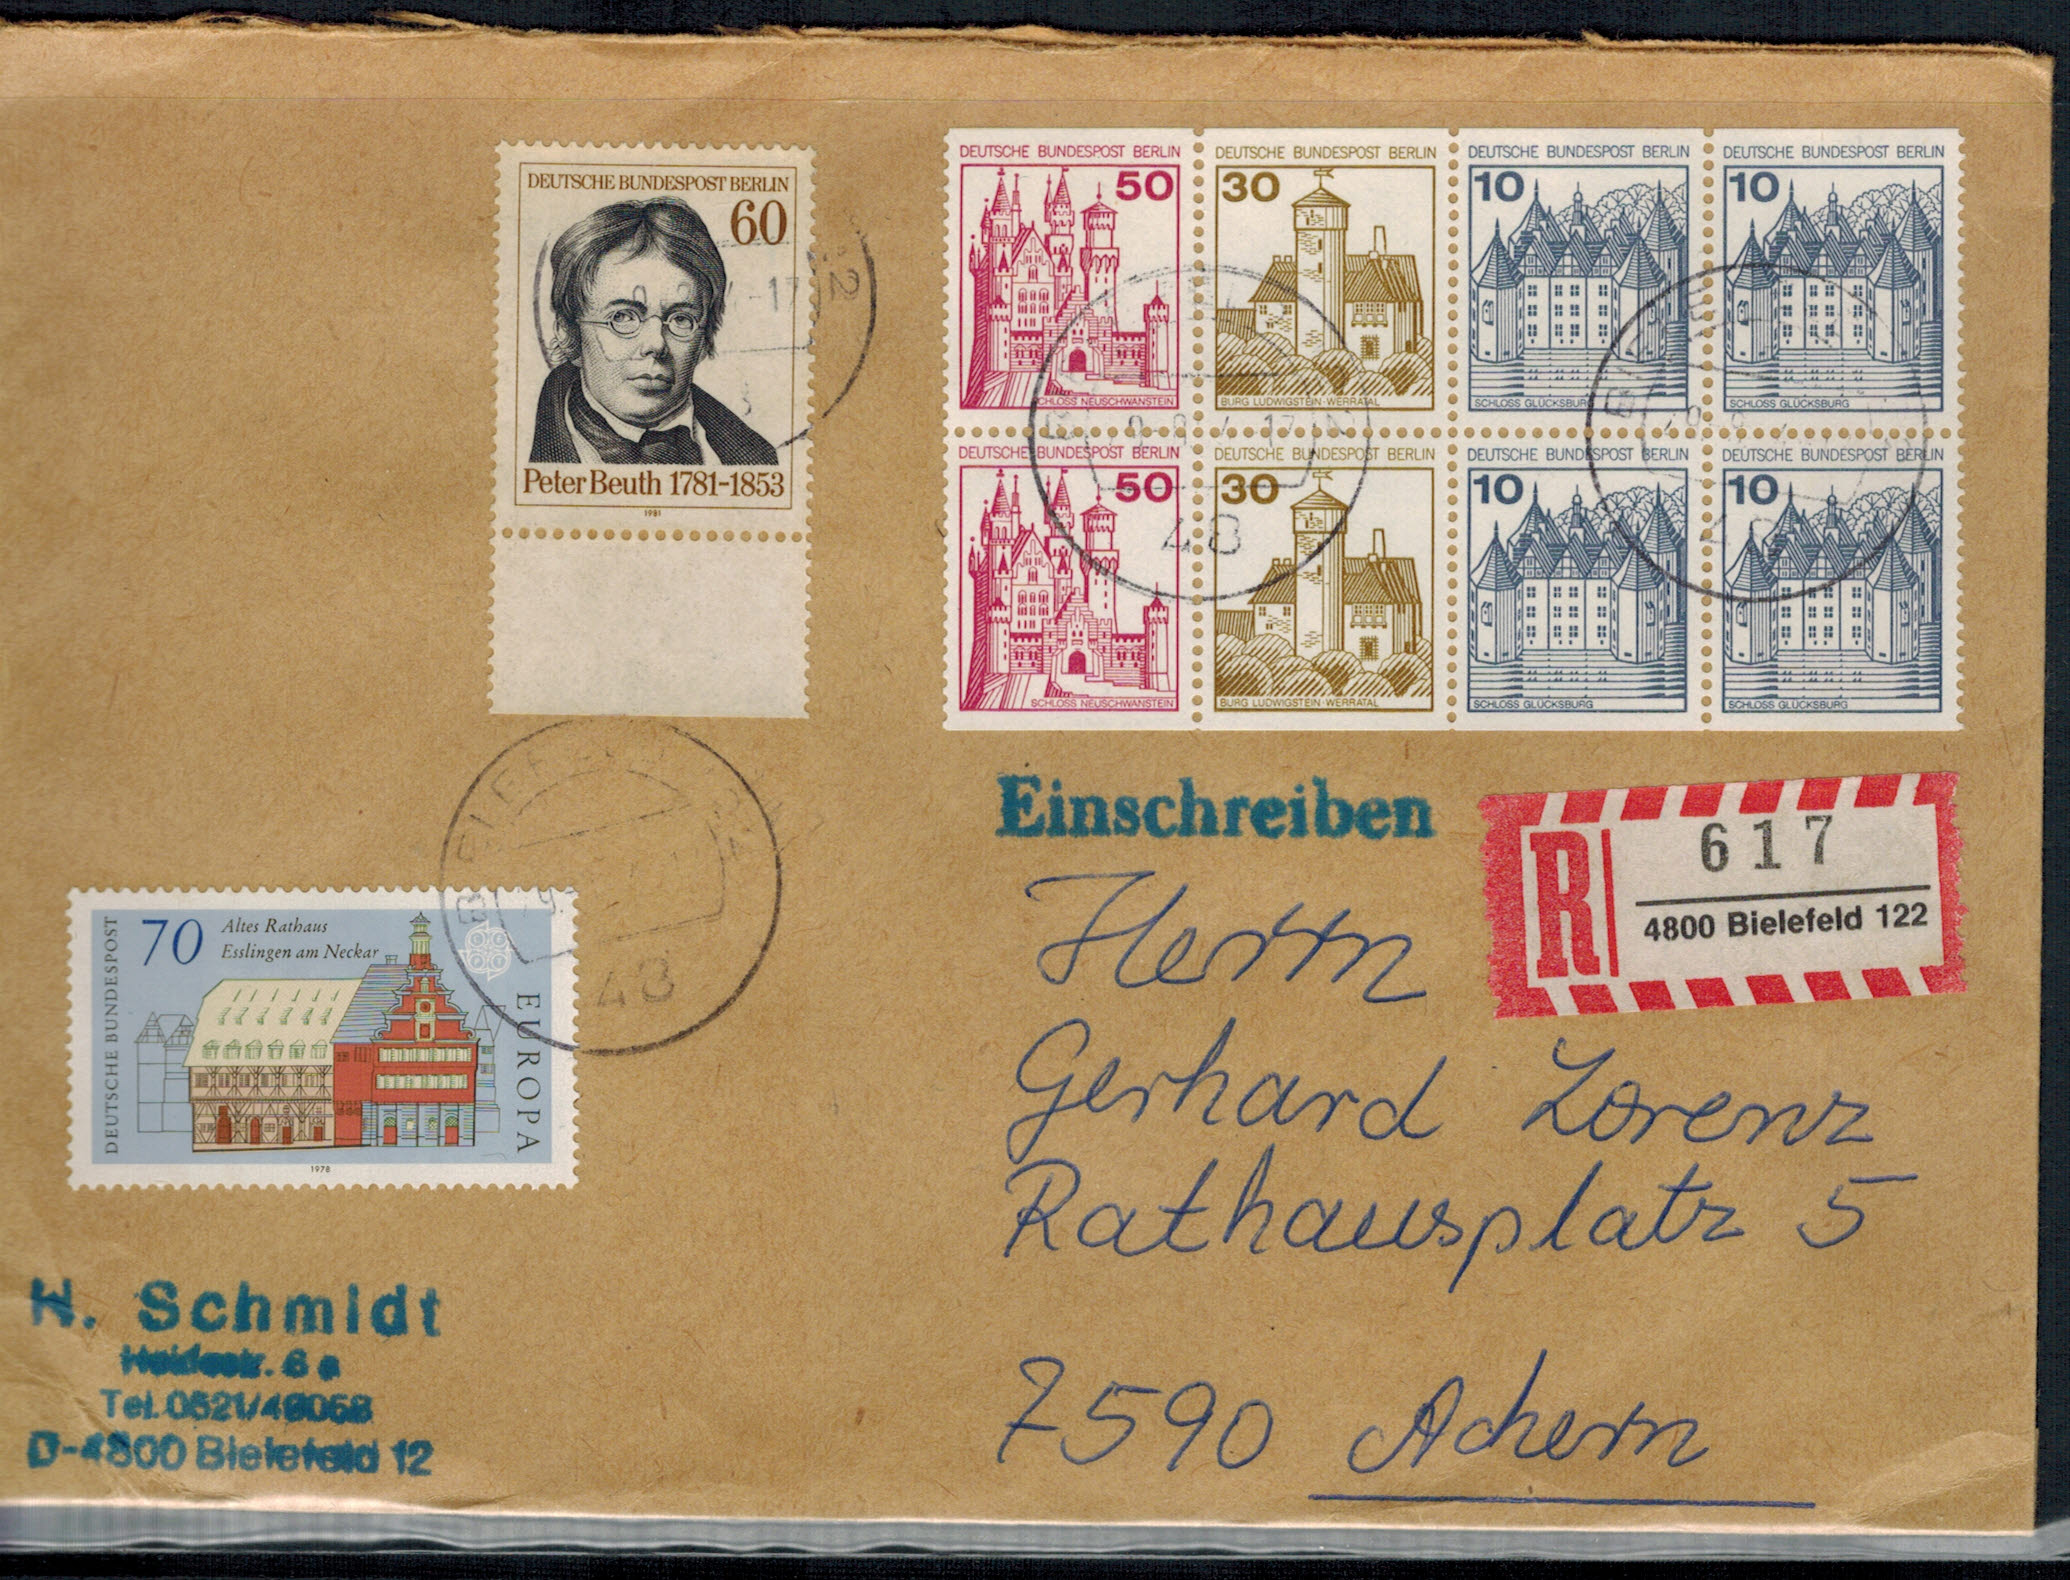 DEUTSCHE BUNDESPOST BERLIN
60
Peter Beuth 1781-1853
1981
DEUTSCHE BUNDESPOST BERLIN
50
SCHLOSS NEUSCHWANSTEIN
DEUTSCHE BUNDESPOST BERLIN
30
BURG LUDWIGSTEIN·WERRATAL
DEUTSCHE BUNDESPOST BERLIN
10
SCHLOSS GLÜCKSBURG
DEUTSCHE BUNDESPOST BERLIN
10
SCHLOSS GLÜCKSBURG
DEUTSCHE BUNDESPOST BERLIN
50
SCHLOSS NEUSCHWANSTEIN
DEUTSCHE BUNDESPOST BERLIN
30
BURG LUDWIGSTEIN·WERRATAL
DEUTSCHE BUNDESPOST BERLIN
10
SCHLOSS GLÜCKSBURG
DEUTSCHE BUNDESPOST BERLIN
10
SCHLOSS GLÜCKSBURG
48
48
Einschreiben
R
617
4800 Bielefeld 122
DEUTSCHE BUNDESPOST
70
Altes Rathaus
Esslingen am Neckar
EUROPA
1978
Herrn
Gerhard Lorenz
Rathausplatz 5
7590 Achern
H. Schmidt
6 a
Tel. 0521/
D-4800 Bielefeld 12